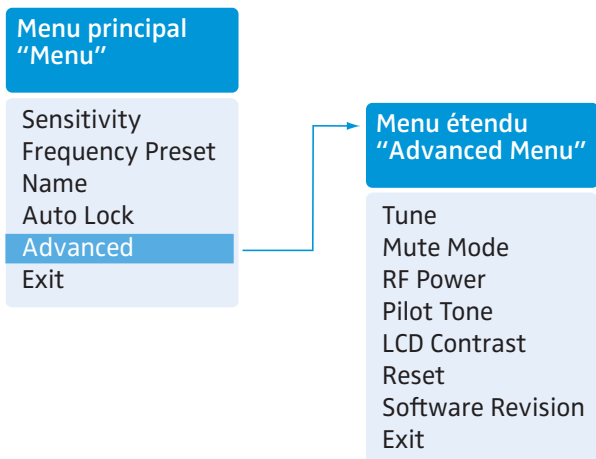 Menu principal
“Menu”
Sensitivity
Frequency Preset
Name
Auto Lock
Advanced
Exit
Menu étendu
“Advanced Menu”
Tune
Mute Mode
RF Power
Pilot Tone
LCD Contrast
Reset
Software Revision
Exit